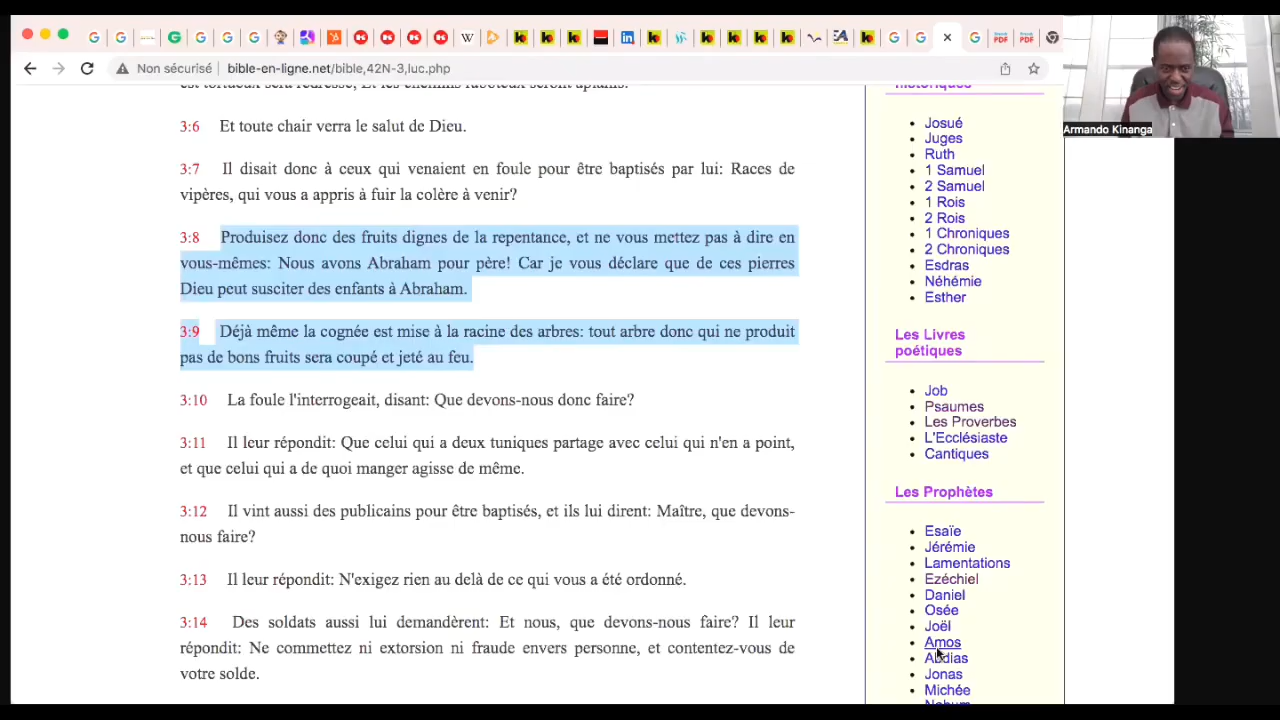 Non sécurisé
bible-en-ligne.net/bible,42N-3,luc.php
Armando Kinanga
est tortueux sera redressé, Et les chemins raboteux seront aplanis.
3:6 Et toute chair verra le salut de Dieu.
3:7 Il disait donc à ceux qui venaient en foule pour être baptisés par lui: Races de
vipères, qui vous a appris à fuir la colère à venir?
3:8 Produisez donc des fruits dignes de la repentance, et ne vous mettez pas à dire en
vous-mêmes: Nous avons Abraham pour père! Car je vous déclare que de ces pierres
Dieu peut susciter des enfants à Abraham.
3:9 Déjà même la cognée est mise à la racine des arbres: tout arbre donc qui ne produit
pas de bons fruits sera coupé et jeté au feu.
3:10 La foule l'interrogeait, disant: Que devons-nous donc faire?
3:11 Il leur répondit: Que celui qui a deux tuniques partage avec celui qui n'en a point,
et que celui qui a de quoi manger agisse de même.
3:12 Il vint aussi des publicains pour être baptisés, et ils lui dirent: Maître, que devons-
nous faire?
3:13 Il leur répondit: N'exigez rien au delà de ce qui vous a été ordonné.
3:14 Des soldats aussi lui demandèrent: Et nous, que devons-nous faire? Il leur
répondit: Ne commettez ni extorsion ni fraude envers personne, et contentez-vous de
votre solde.
historiques
Josué
Juges
Ruth
1 Samuel
2 Samuel
1 Rois
2 Rois
1 Chroniques
2 Chroniques
Esdras
Néhémie
Esther
Les Livres
poétiques
Job
Psaumes
Les Proverbes
L'Ecclésiaste
Cantiques
Les Prophètes
Esaïe
Jérémie
Lamentations
Ezéchiel
Daniel
Osée
Joël
Amos
Abdias
Jonas
Michée
Nahum